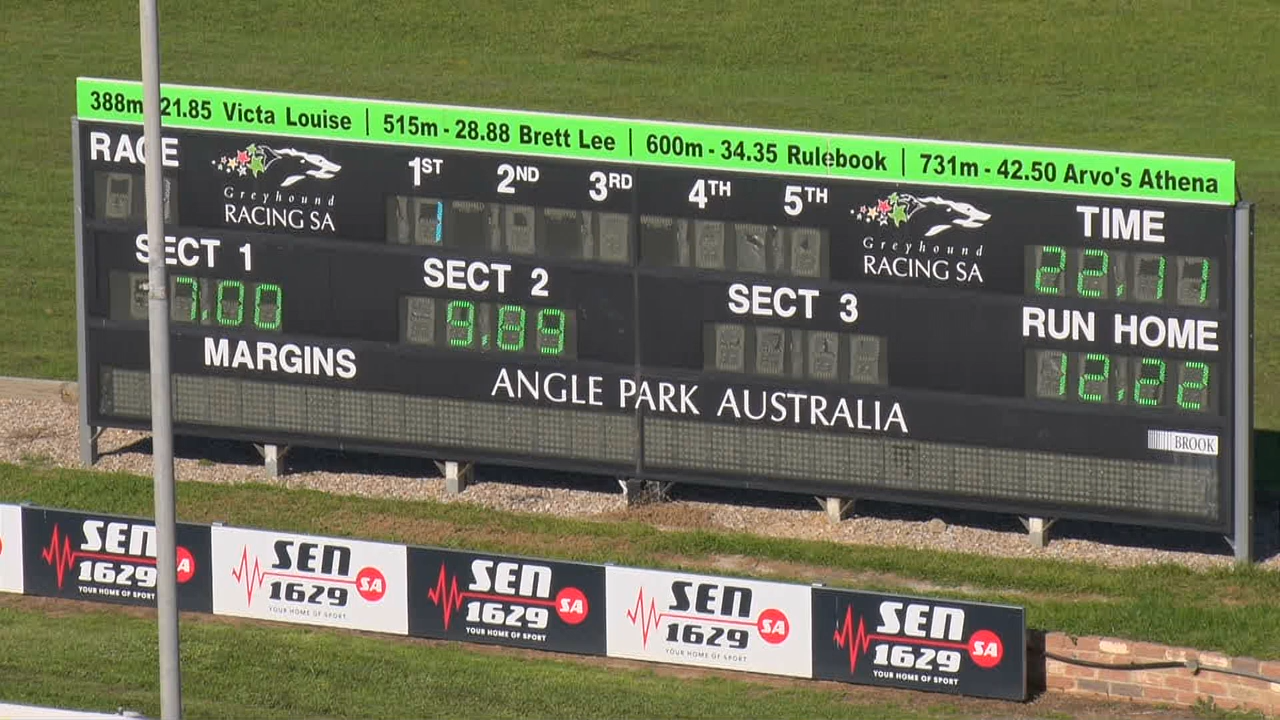 388m 21.85 Victa Louise | 515m - 28.88 Brett Lee | 600m - 34.35 Rulebook | 731m - 42.50 Arvo's Athena
RACE
Greyhound
RACING SA
1ST 2ND 3RD 4TH 5TH
1
Greyhound
RACING SA
TIME
22.11
SECT 1
7.00
SECT 2
9.89
SECT 3
RUN HOME
12.22
MARGINS
ANGLE PARK AUSTRALIA
BROOK
SEN
1629 SA
YOUR HOME OF SPORT
SEN
1629 SA
YOUR HOME OF SPORT
SEN
1629 SA
YOUR HOME OF SPORT
SEN
1629 SA
YOUR HOME OF SPORT
SEN
1629 SA
YOUR HOME OF SPORT